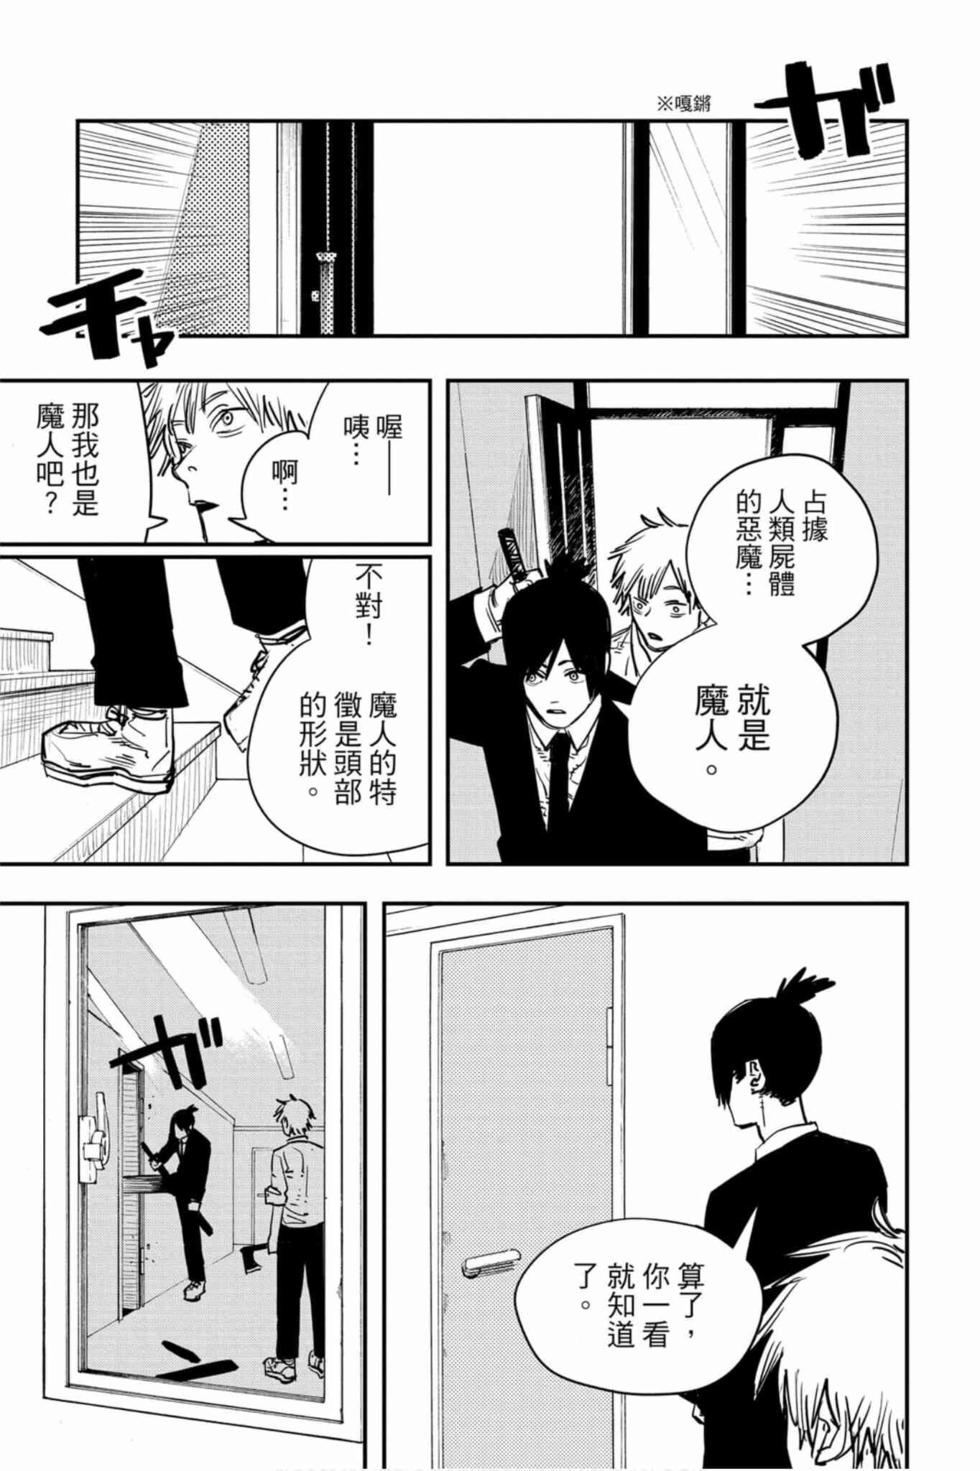 ガ
※嘎鏘
チャ
占據
人類屍體
的惡魔…
就是
魔人。
喔──
咦…
啊…
那我也是
魔人吧？
不對！
魔人的特
徵是頭部
的形狀。
算了，
你一看
就知道
了。
ガ